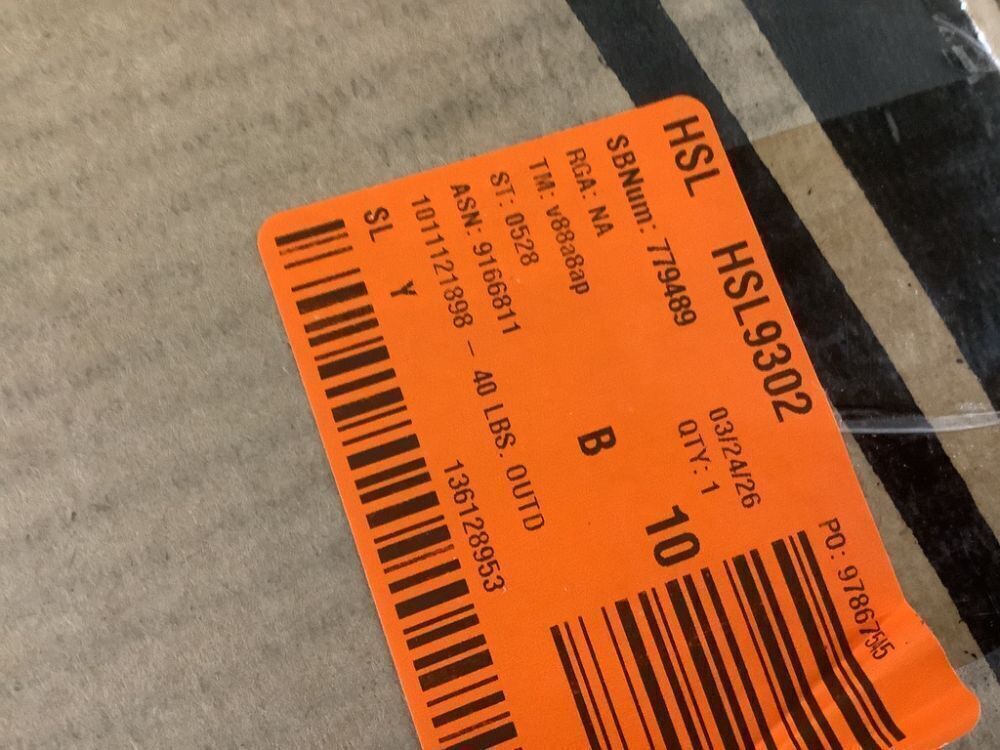 HSL HSL9302 PO:
SBNum: 779489 03/24/26
RGA: NA QTY: 1
TM: v88a8ap B 10
ST: 0528
ASN: 9166811
1011121898 - 40 LBS. OUTD
SL Y 136128953